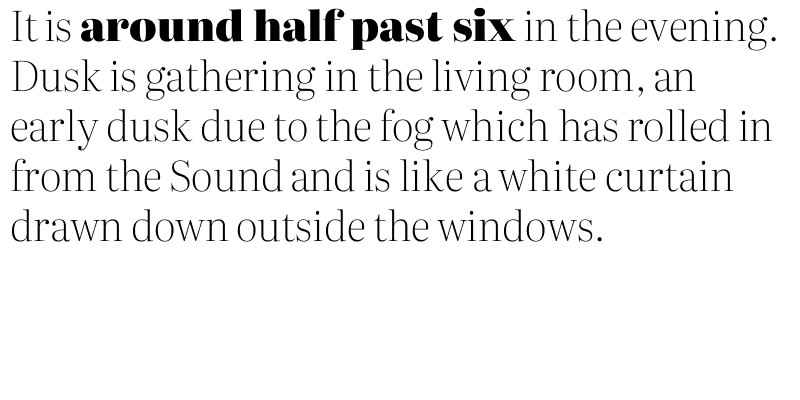 It is around half past six in the evening.
Dusk is gathering in the living room, an
early dusk due to the fog which has rolled in
from the Sound and is like a white curtain
drawn down outside the windows.